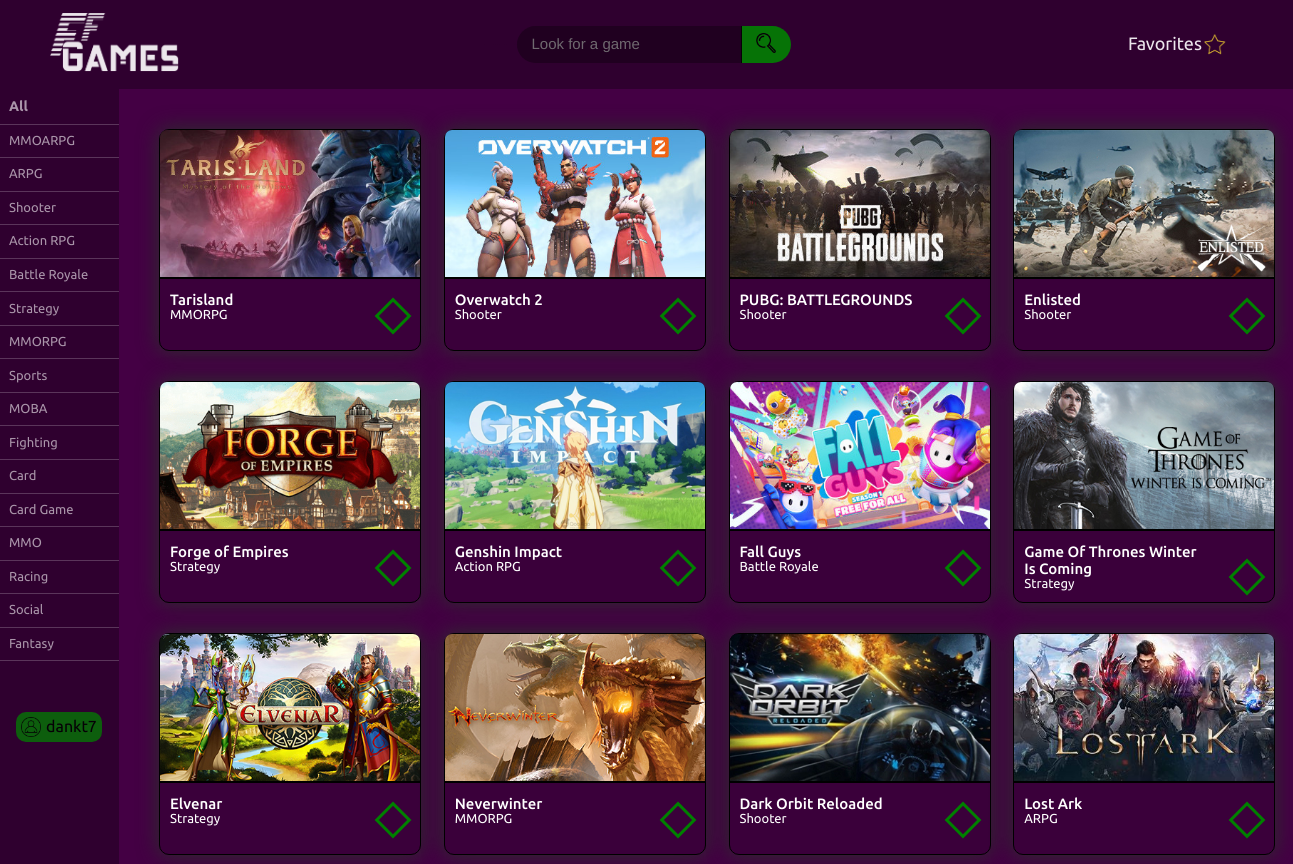 EF
GAMES
Look for a game
Favorites
All
MMOARPG
ARPG
Shooter
Action RPG
Battle Royale
Strategy
MMORPG
Sports
MOBA
Fighting
Card
Card Game
MMO
Racing
Social
Fantasy
dankt7
TARISLAND
OVERWATCH 2
PUBG
BATTLEGROUNDS
ENLISTED
Tarisland
MMORPG
Overwatch 2
Shooter
PUBG: BATTLEGROUNDS
Shooter
Enlisted
Shooter
FORGE
OF EMPIRES
GENSHIN
IMPACT
FALL
GUYS
SEASON 1
FREE FOR ALL
GAME OF
THRONES
WINTER IS COMING
Forge of Empires
Strategy
Genshin Impact
Action RPG
Fall Guys
Battle Royale
Game Of Thrones Winter
Is Coming
Strategy
ELVENAR
NEVERWINTER
DARK
ORBIT
RELOADED
LOST ARK
Elvenar
Strategy
Neverwinter
MMORPG
Dark Orbit Reloaded
Shooter
Lost Ark
ARPG